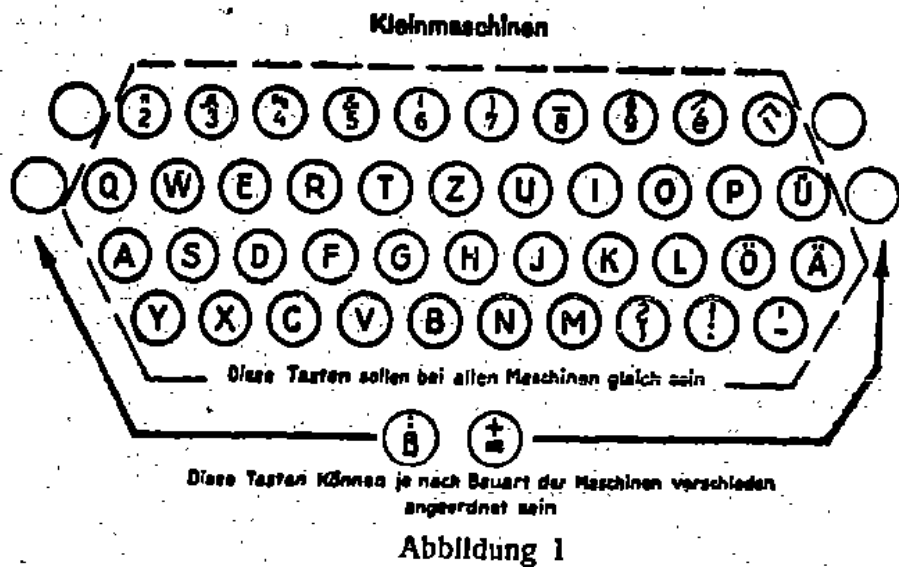 Kleinmaschinen
2 3 4 5 6 7 8 9 é
Q W E R T Z U I O P Ü
A S D F G H J K L Ö Ä
Y X C V B N M
Diese Tasten sollen bei allen Maschinen gleich sein
+
Diese Tasten Können je nach Bauart der Maschinen verschieden
angeordnet sein
Abbildung 1